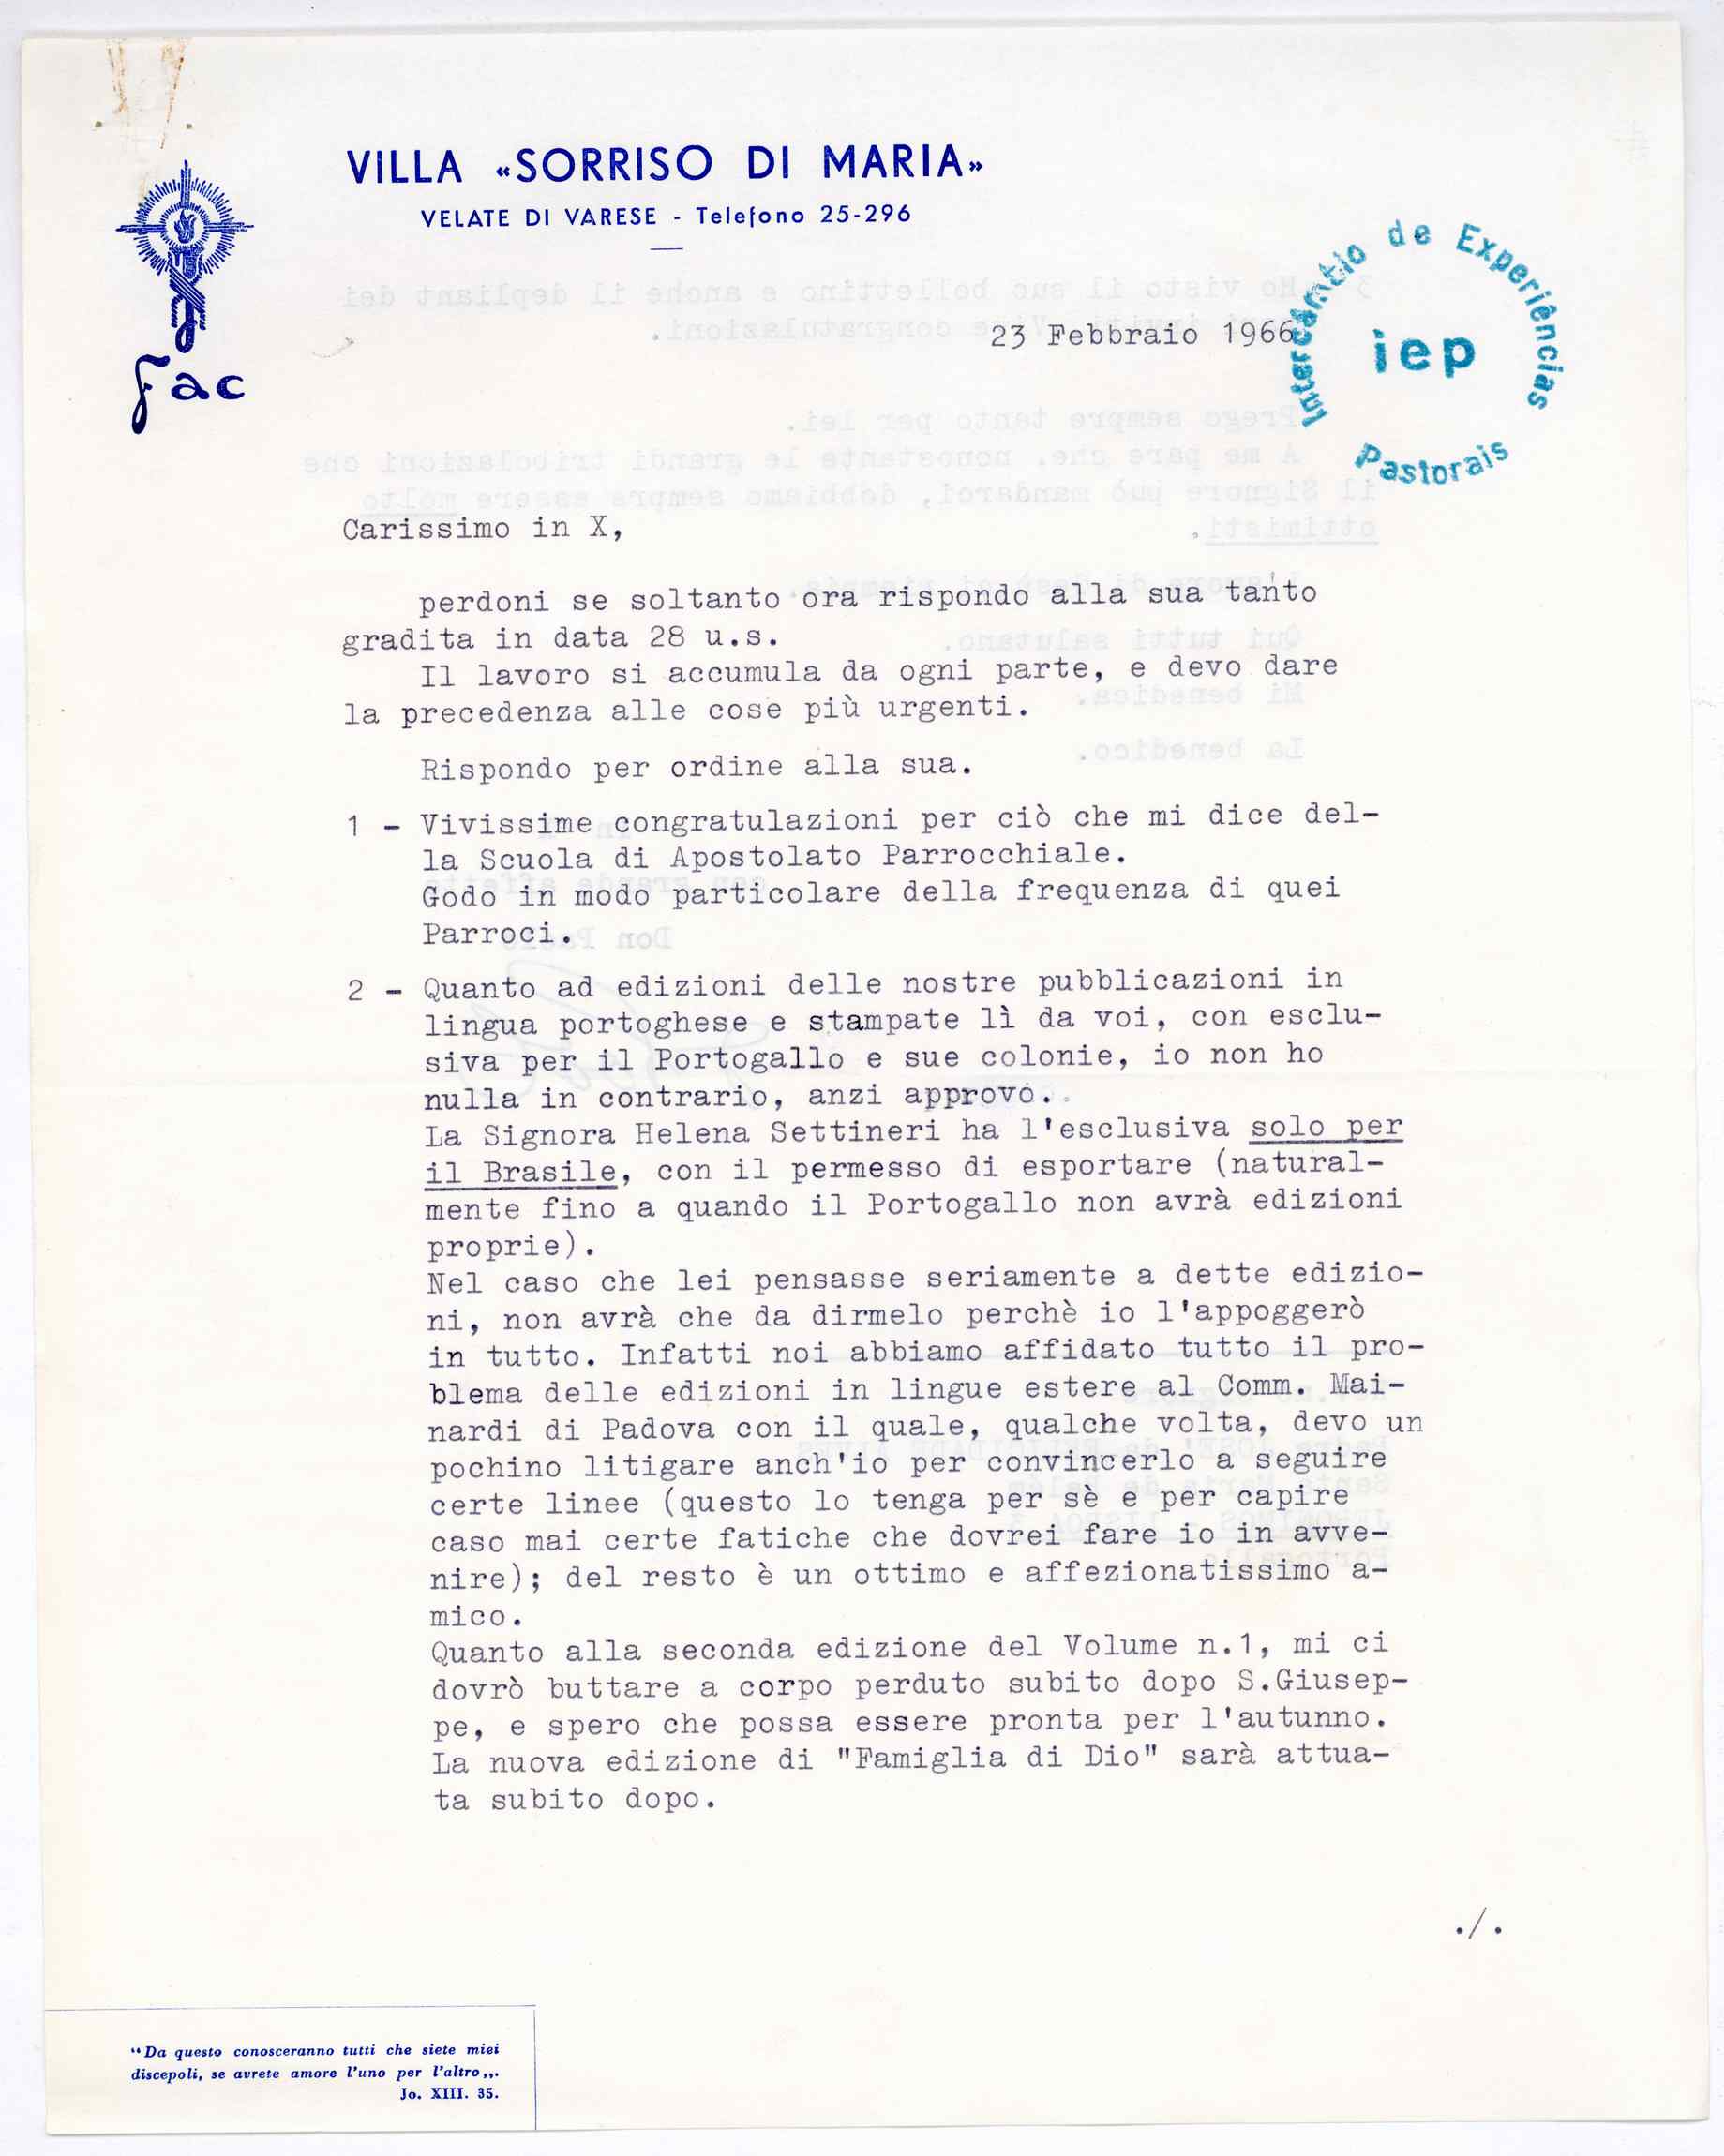 VILLA «SORRISO DI MARIA»
VELATE DI VARESE - Telefono 25-296
fac
Intercâmbio de Experiências
iep
Pastorais
23 Febbraio 1966
Carissimo in X,
perdoni se soltanto ora rispondo alla sua tanto
gradita in data 28 u.s.
Il lavoro si accumula da ogni parte, e devo dare
la precedenza alle cose più urgenti.
Rispondo per ordine alla sua.
1 - Vivissime congratulazioni per ciò che mi dice del-
la Scuola di Apostolato Parrocchiale.
Godo in modo particolare della frequenza di quei
Parroci.
2 - Quanto ad edizioni delle nostre pubblicazioni in
lingua portoghese e stampate lì da voi, con esclu-
siva per il Portogallo e sue colonie, io non ho
nulla in contrario, anzi approvo.
La Signora Helena Settineri ha l'esclusiva solo per
il Brasile, con il permesso di esportare (natural-
mente fino a quando il Portogallo non avrà edizioni
proprie).
Nel caso che lei pensasse seriamente a dette edizio-
ni, non avrà che da dirmelo perchè io l'appoggerò
in tutto. Infatti noi abbiamo affidato tutto il pro-
blema delle edizioni in lingue estere al Comm. Mai-
nardi di Padova con il quale, qualche volta, devo un
pochino litigare anch'io per convincerlo a seguire
certe linee (questo lo tenga per sè e per capire
caso mai certe fatiche che dovrei fare io in avve-
nire); del resto è un ottimo e affezionatissimo a-
mico.
Quanto alla seconda edizione del Volume n.1, mi ci
dovrò buttare a corpo perduto subito dopo S.Giusep-
pe, e spero che possa essere pronta per l'autunno.
La nuova edizione di "Famiglia di Dio" sarà attua-
ta subito dopo.
./.
“Da questo conosceranno tutti che siete miei
discepoli, se avrete amore l'uno per l'altro„.
Jo. XIII. 35.